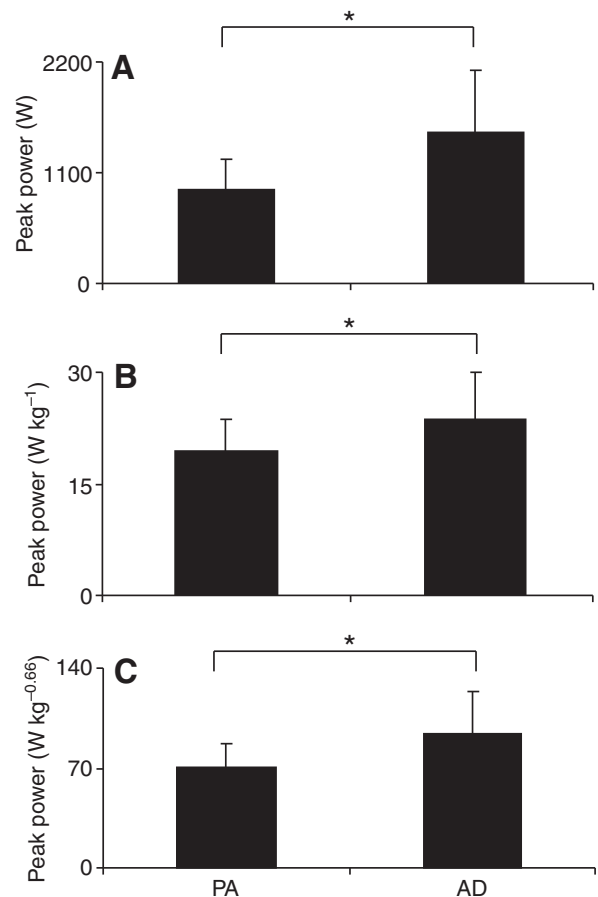 *
2200
A
1100
0
Peak power (W)
*
30
B
15
0
Peak power (W kg⁻¹)
*
140
C
70
0
Peak power (W kg⁻⁰·⁶⁶)
PA AD